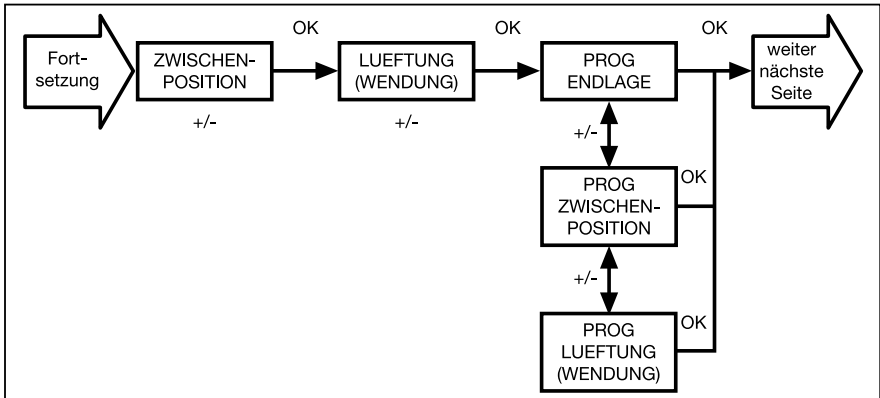 Fort-
setzung
ZWISCHEN-
POSITION
+/-
OK
LUEFTUNG
(WENDUNG)
+/-
OK
PROG
ENDLAGE
OK
weiter
nächste
Seite
+/-
PROG
ZWISCHEN-
POSITION
OK
+/-
PROG
LUEFTUNG
(WENDUNG)
OK